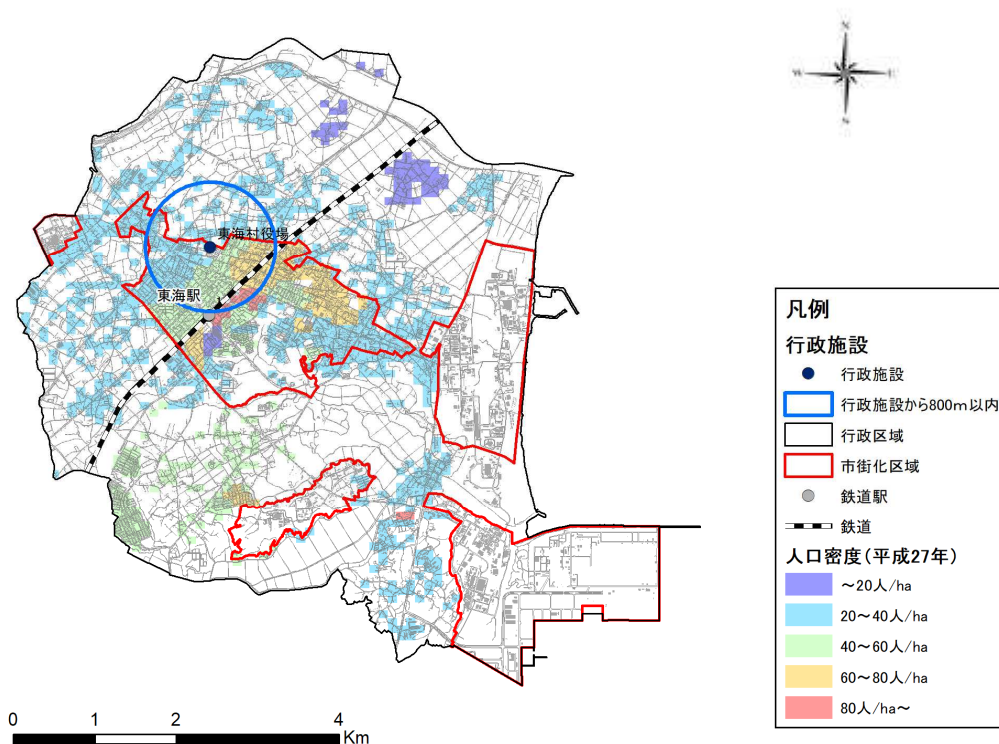 N
W
E
S
東海村役場
東海駅
凡例
行政施設
行政施設
行政施設から800m以内
行政区域
市街化区域
鉄道駅
鉄道
人口密度(平成27年)
~20人/ha
20~40人/ha
40~60人/ha
60~80人/ha
80人/ha~
0 1 2 4
Km